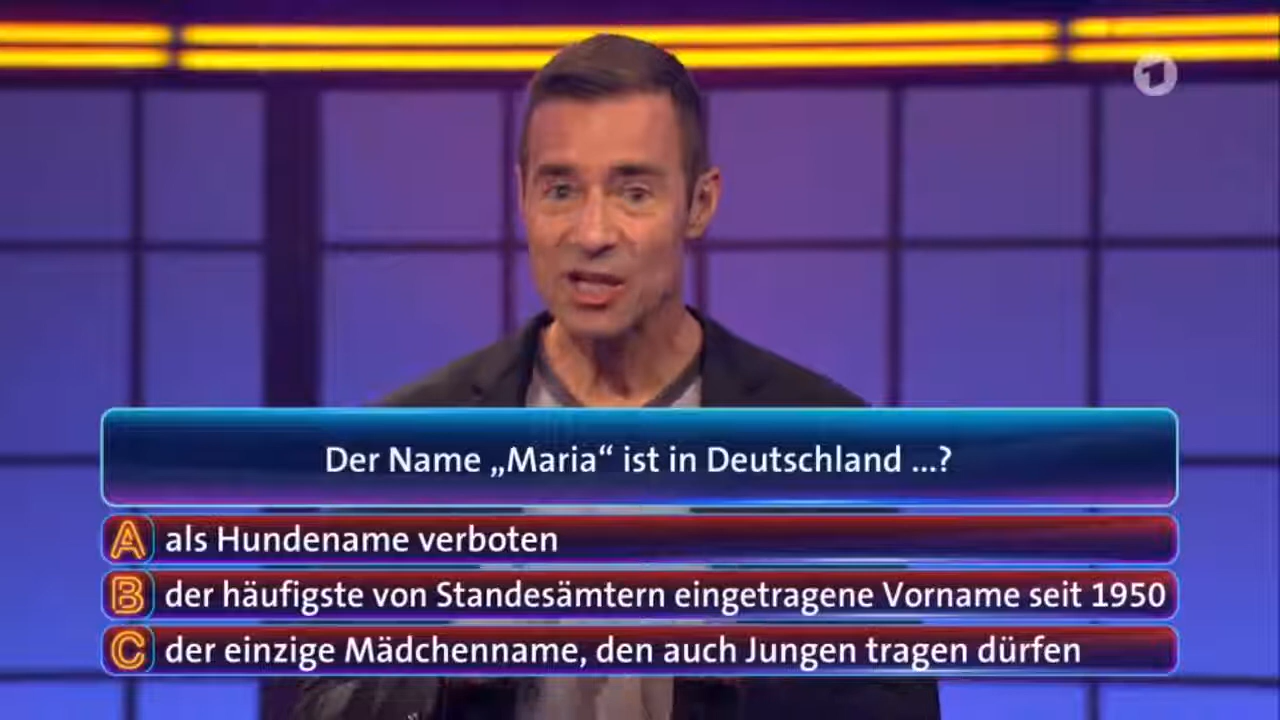 1
Der Name „Maria“ ist in Deutschland ...?
A als Hundename verboten
B der häufigste von Standesämtern eingetragene Vorname seit 1950
C der einzige Mädchenname, den auch Jungen tragen dürfen